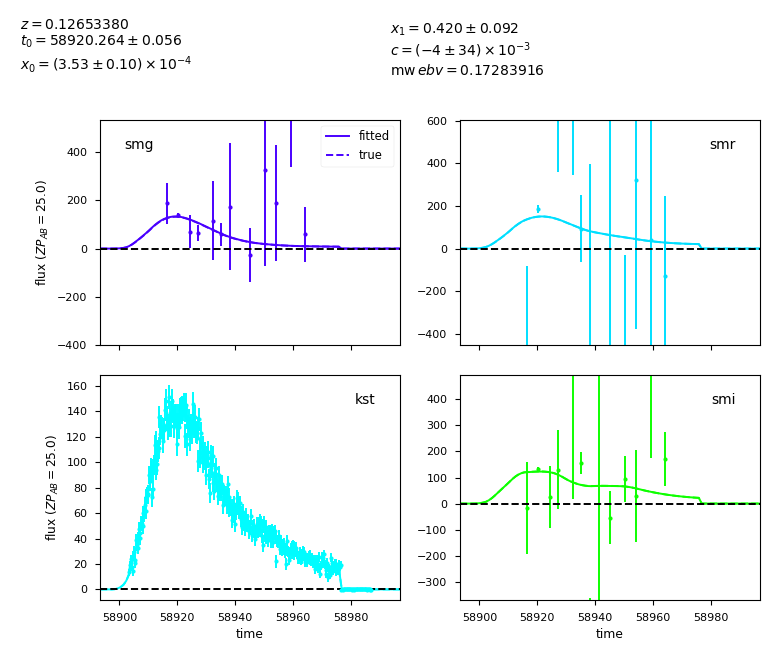 z = 0.12653380
t₀ = 58920.264 ± 0.056
x₀ = (3.53 ± 0.10) × 10⁻⁴
x₁ = 0.420 ± 0.092
c = (−4 ± 34) × 10⁻³
mw ebv = 0.17283916
smg
fitted
true
400
200
0
−200
−400
flux (ZP_AB = 25.0)
smr
600
400
200
0
−200
−400
kst
160
140
120
100
80
60
40
20
0
flux (ZP_AB = 25.0)
58900 58920 58940 58960 58980
time
smi
400
300
200
100
0
−100
−200
−300
58900 58920 58940 58960 58980
time